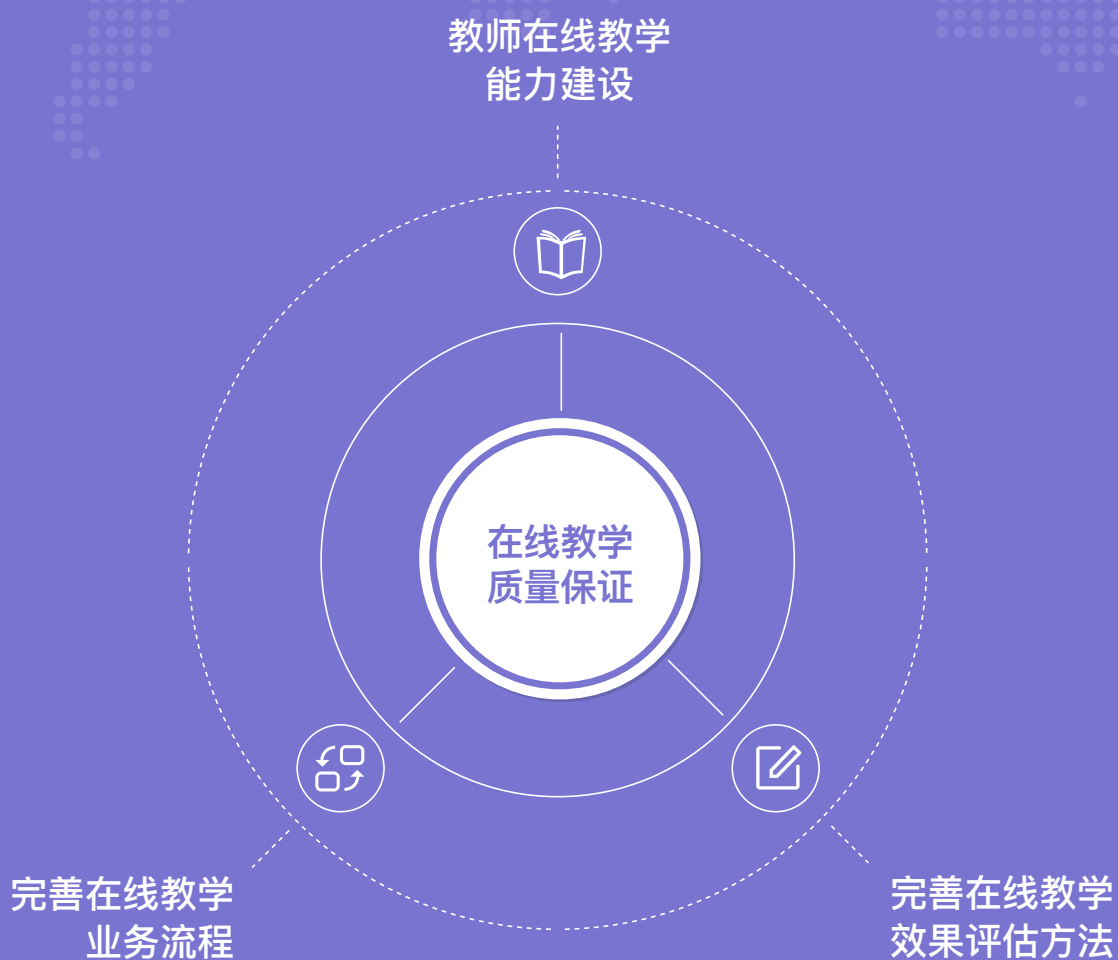 教师在线教学
能力建设
在线教学
质量保证
完善在线教学
业务流程
完善在线教学
效果评估方法